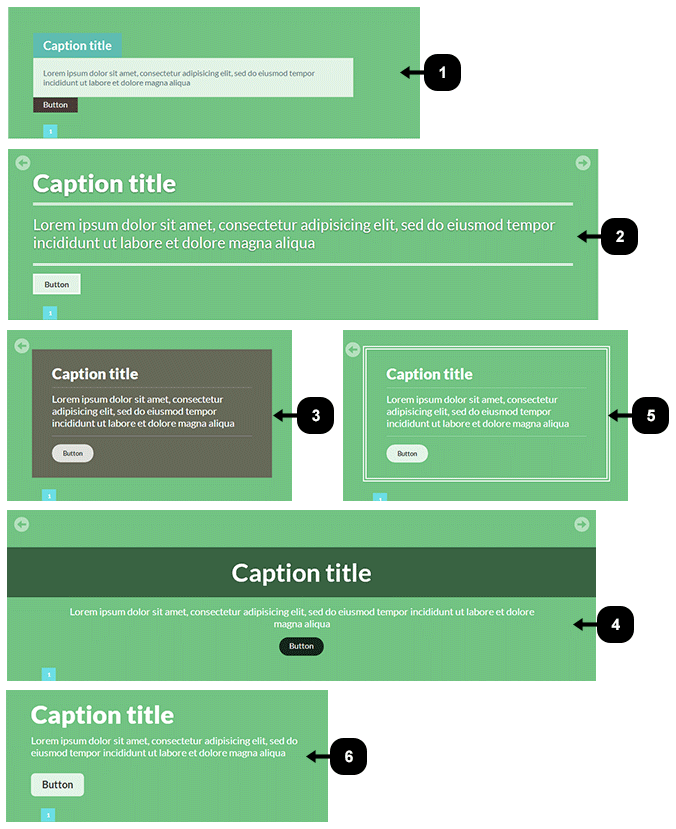 Caption title
Lorem ipsum dolor sit amet, consectetur adipisicing elit, sed do eiusmod tempor
incididunt ut labore et dolore magna aliqua
Button
1
1
Caption title
Lorem ipsum dolor sit amet, consectetur adipisicing elit, sed do eiusmod tempor
incididunt ut labore et dolore magna aliqua
Button
1
2
Caption title
Lorem ipsum dolor sit amet, consectetur
adipisicing elit, sed do eiusmod tempor
incididunt ut labore et dolore magna aliqua
Button
1
3
Caption title
Lorem ipsum dolor sit amet, consectetur
adipisicing elit, sed do eiusmod tempor
incididunt ut labore et dolore magna aliqua
Button
1
5
Caption title
Lorem ipsum dolor sit amet, consectetur adipisicing elit, sed do eiusmod tempor incididunt ut labore et dolore
magna aliqua
Button
1
4
Caption title
Lorem ipsum dolor sit amet, consectetur adipisicing elit, sed do
eiusmod tempor incididunt ut labore et dolore magna aliqua
Button
1
6